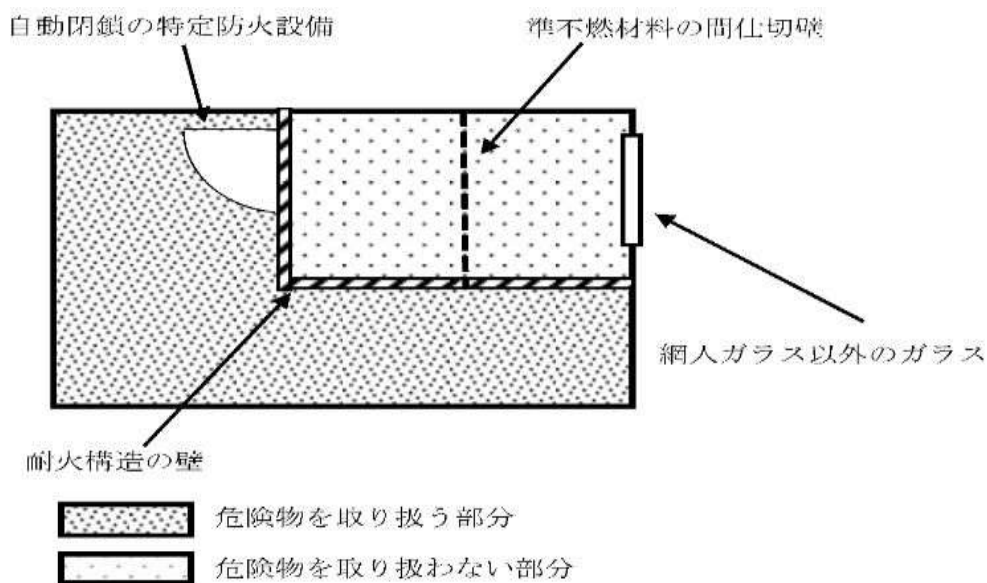 自動閉鎖の特定防火設備
準不燃材料の間仕切壁
網人ガラス以外のガラス
耐火構造の壁
危険物を取り扱う部分
危険物を取り扱わない部分